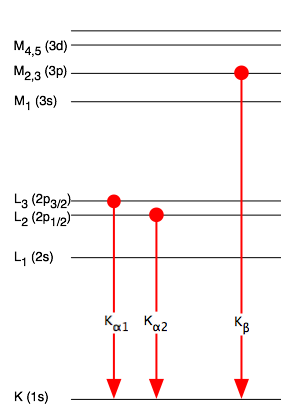 M4,5 (3d)
M2,3 (3p)
M1 (3s)
L3 (2p3/2)
L2 (2p1/2)
L1 (2s)
Kα1 Kα2 Kβ
K (1s)